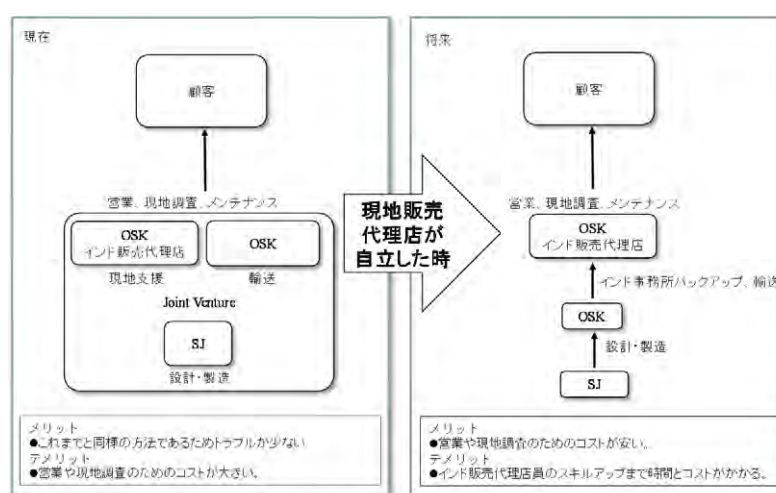 現在
顧客
営業、現地調査、メンテナンス
OSK
インド販売代理店
OSK
現地支援
輸送
Joint Venture
SJ
設計・製造
メリット
●これまでと同様の方法であるためトラブルが少ない
デメリット
●営業や現地調査のためのコストが大きい。
現地販売
代理店が
自立した時
将来
顧客
営業、現地調査、メンテナンス
OSK
インド販売代理店
インド事務所バックアップ、輸送
OSK
設計・製造
SJ
メリット
●営業や現地調査のためのコストが安い。
デメリット
●インド販売代理店員のスキルアップまで時間とコストがかかる。